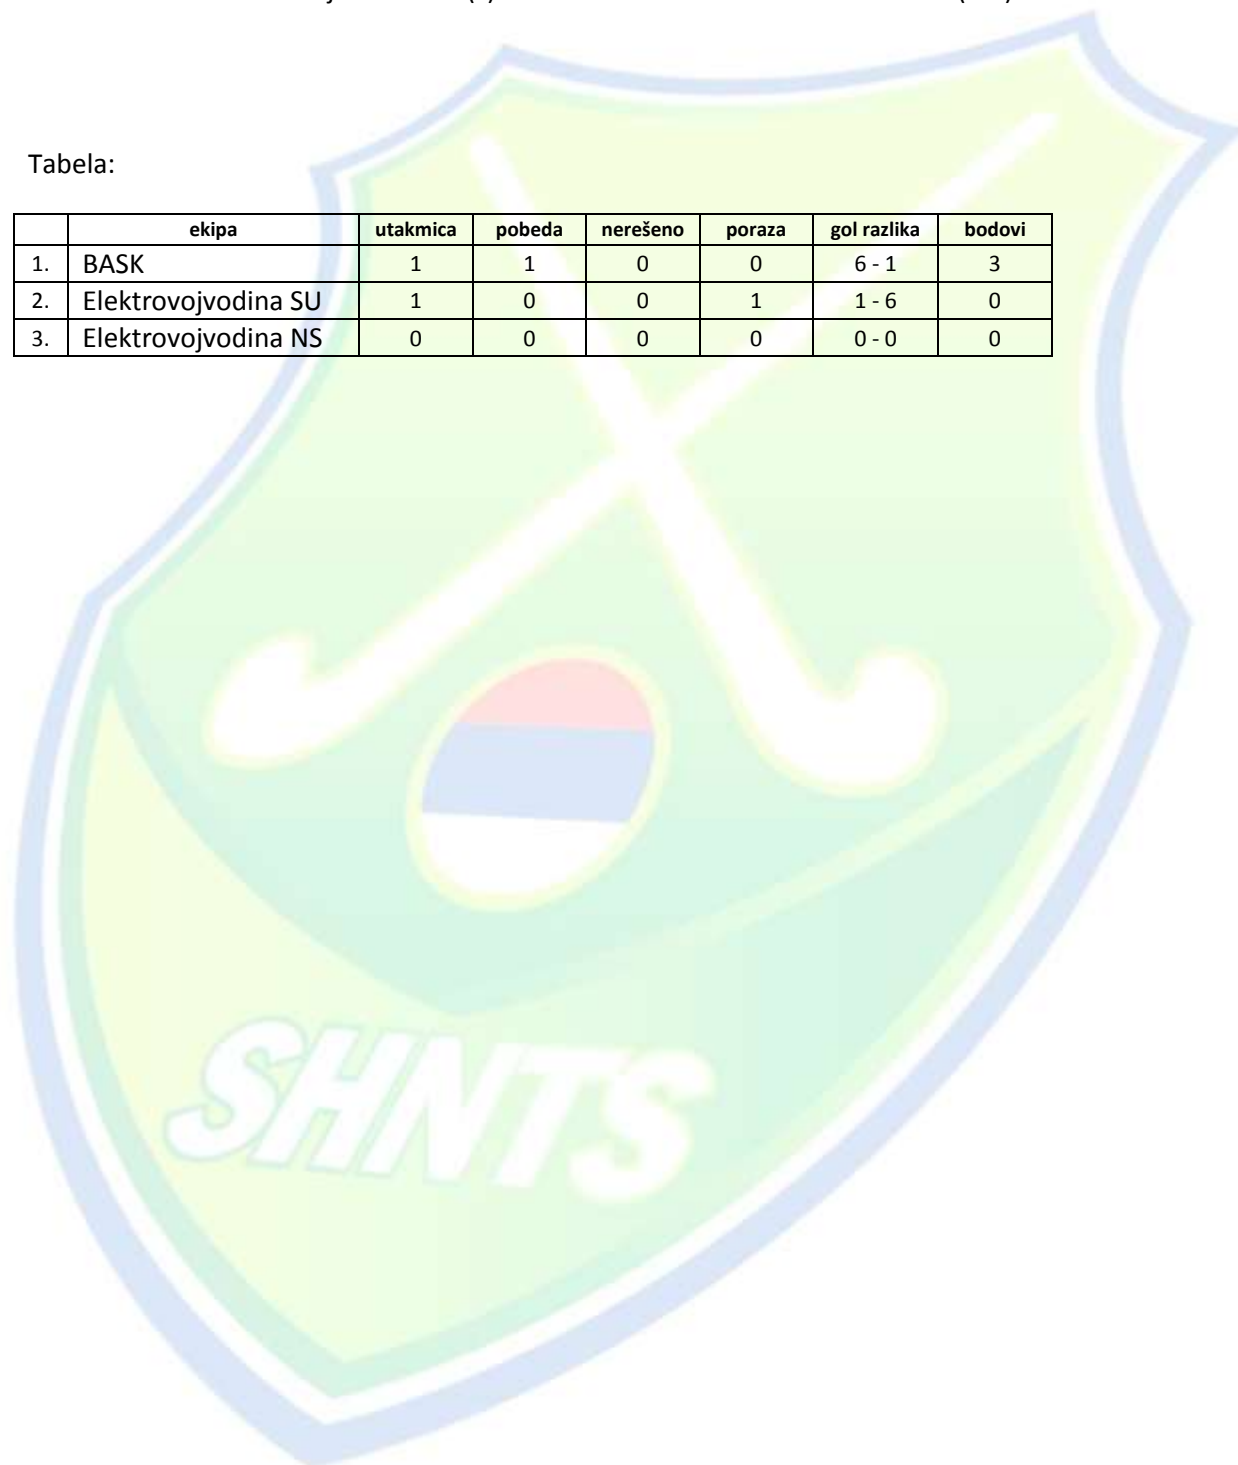 Tabela:
ekipa utakmica pobeda nerešeno poraza gol razlika bodovi
1. BASK 1 1 0 0 6 - 1 3
2. Elektrovojvodina SU 1 0 0 1 1 - 6 0
3. Elektrovojvodina NS 0 0 0 0 0 - 0 0
SHNTS